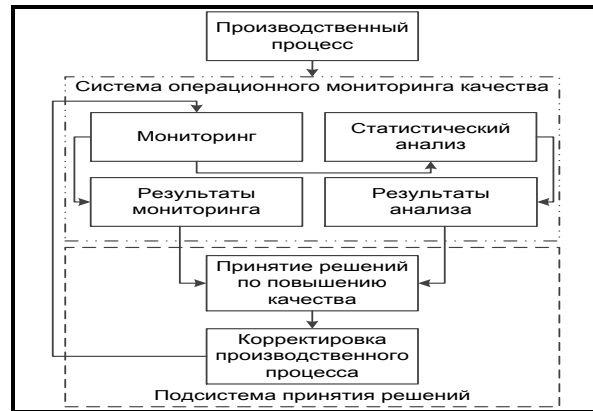 Производственный
процесс
Система операционного мониторинга качества
Мониторинг
Статистический
анализ
Результаты
мониторинга
Результаты
анализа
Принятие решений
по повышению
качества
Корректировка
производственного
процесса
Подсистема принятия решений